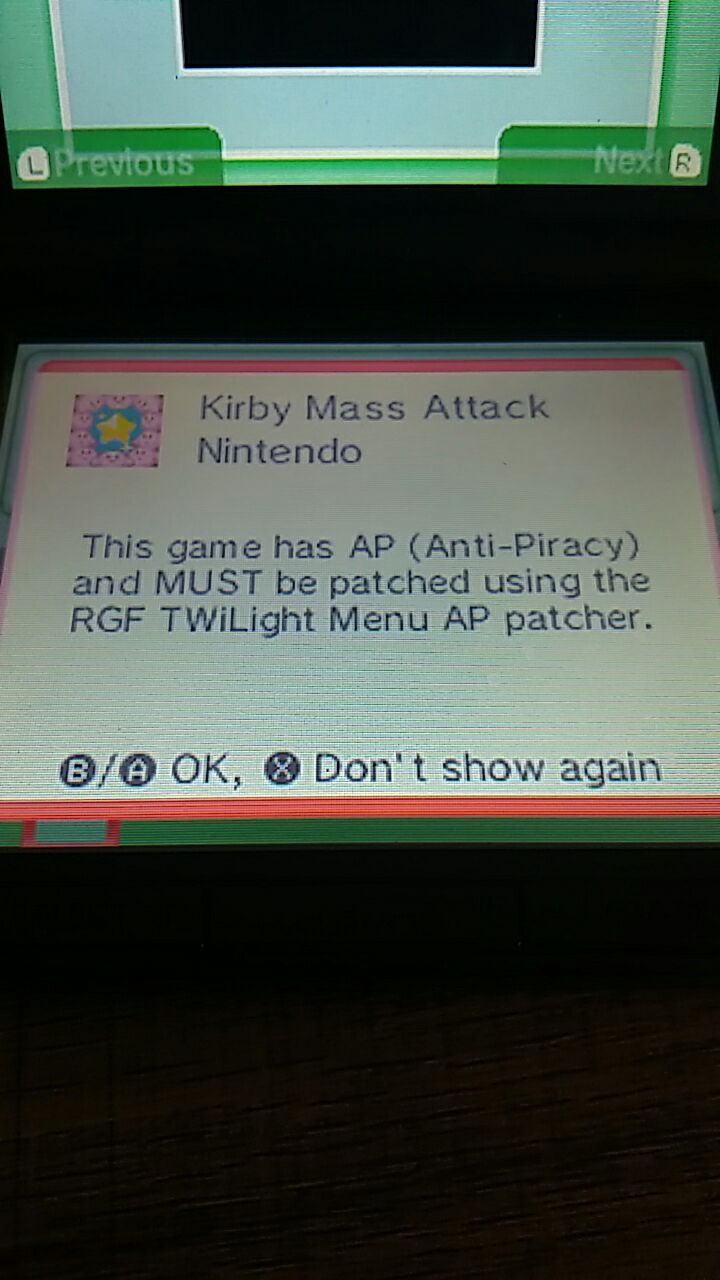 L Previous
Next R
Kirby Mass Attack
Nintendo
This game has AP (Anti-Piracy)
and MUST be patched using the
RGF TWiLight Menu AP patcher.
B/A OK, X Don't show again